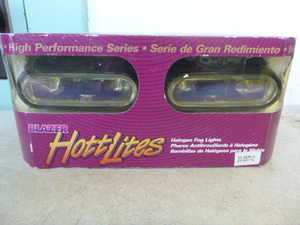 • High Performance Series • Serie de Gran Redimiento •
BLAZER
HottLites
Halogen Fog Lights
Phares Antibrouillards à Halogène
Bombillas de Halógeno para la Niebla